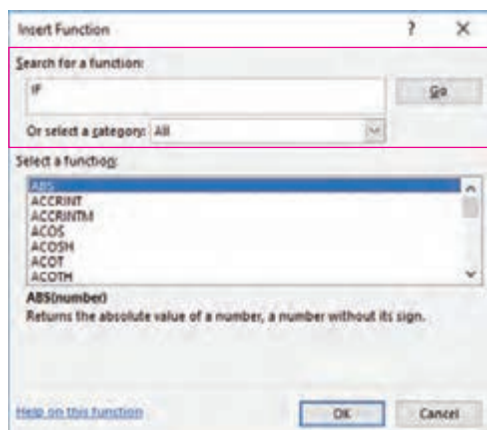 Insert Function ? ×
Search for a function:
IF
Go
Or select a category: All
Select a function:
ABS
ACCRINT
ACCRINTM
ACOS
ACOSH
ACOT
ACOTH
ABS(number)
Returns the absolute value of a number, a number without its sign.
Help on this function OK Cancel